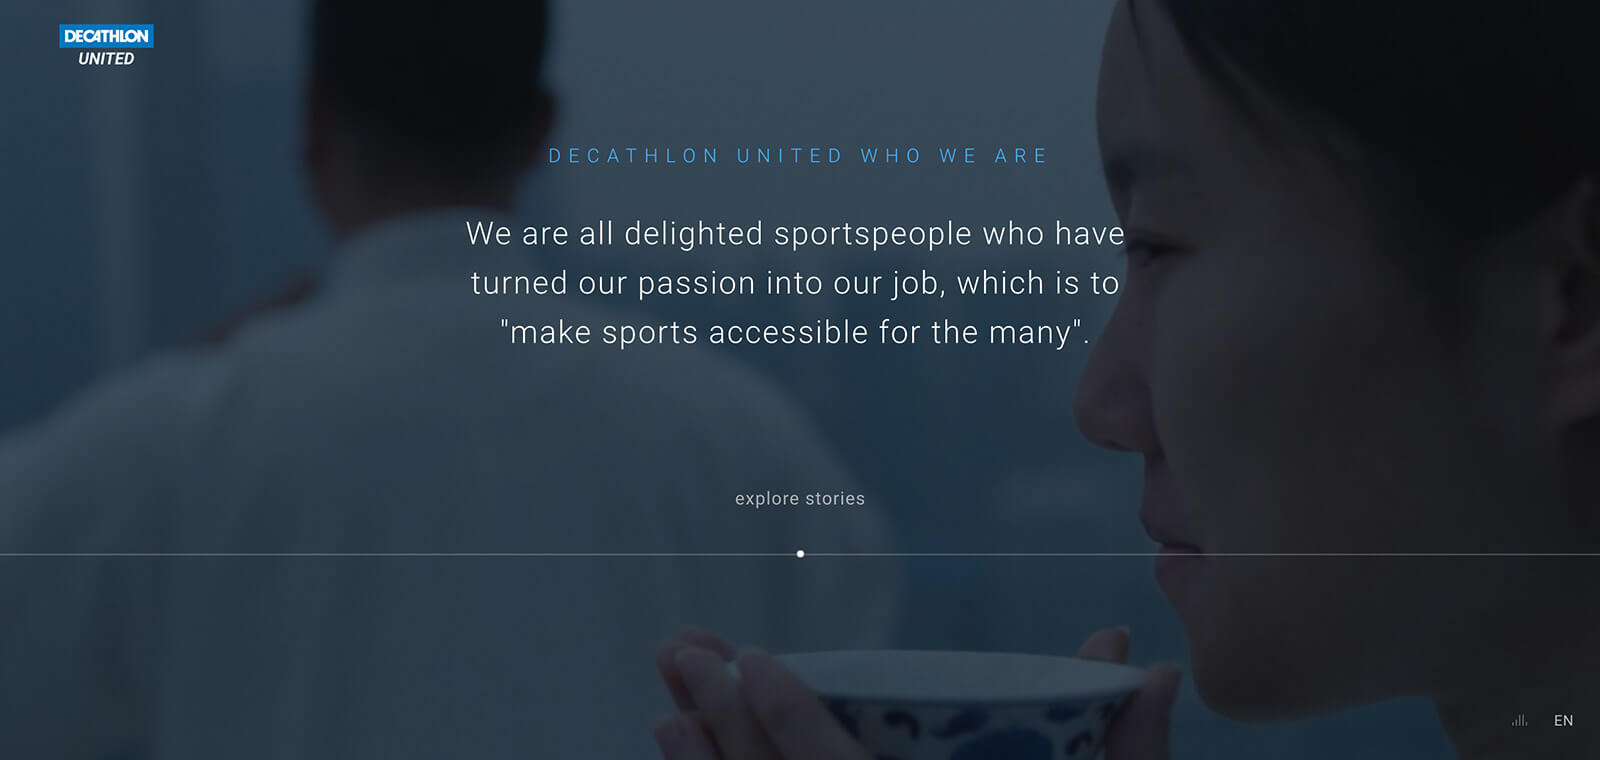 DECATHLON
UNITED
DECATHLON UNITED WHO WE ARE
We are all delighted sportspeople who have
turned our passion into our job, which is to
"make sports accessible for the many".
explore stories
EN